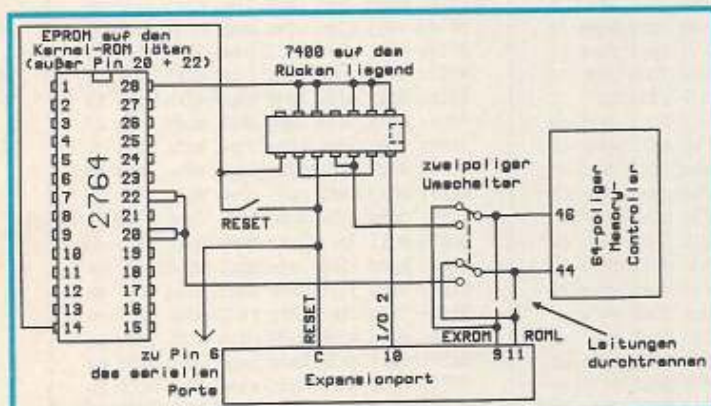 EPROM auf den
Kernel-ROM löten
(außer Pin 20 + 22)
7400 auf dem
Rücken liegend
1 28
2 27
3 26
4 25
5 24
6 23
7 22
8 21
9 20
10 19
11 18
12 17
13 16
14 15
2764
RESET
zweipoliger
Umschalter
46
44
64-poliger
Memory-
Controller
RESET
I/O 2
EXROM
ROML
Leitungen
durchtrennen
zu Pin 6
des seriellen
Ports
C 10 9 11
Expansionport